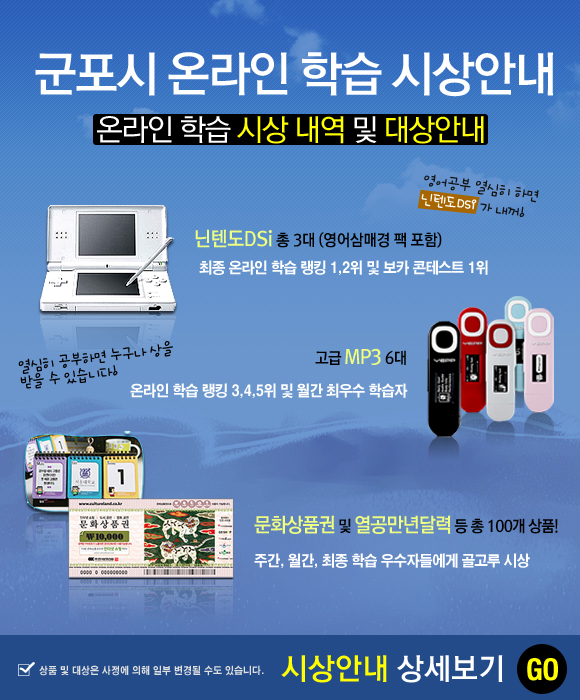 군포시 온라인 학습 시상안내
온라인 학습 시상 내역 및 대상안내
영어공부 열심히 하면
닌텐도DSi가 내꺼!
닌텐도DSi 총 3대 (영어삼매경 팩 포함)
최종 온라인 학습 랭킹 1,2위 및 보카 콘테스트 1위
열심히 공부하면 누구나 상을
받을 수 있습니다!
고급 MP3 6대
온라인 학습 랭킹 3,4,5위 및 월간 최우수 학습자
1
www.cultureland.co.kr
문화상품권
₩10,000
0000 0 000000000
문화상품권 및 열공만년달력 등 총 100개 상품!
주간, 월간, 최종 학습 우수자들에게 골고루 시상
상품 및 대상은 사정에 의해 일부 변경될 수도 있습니다.
시상안내 상세보기 GO